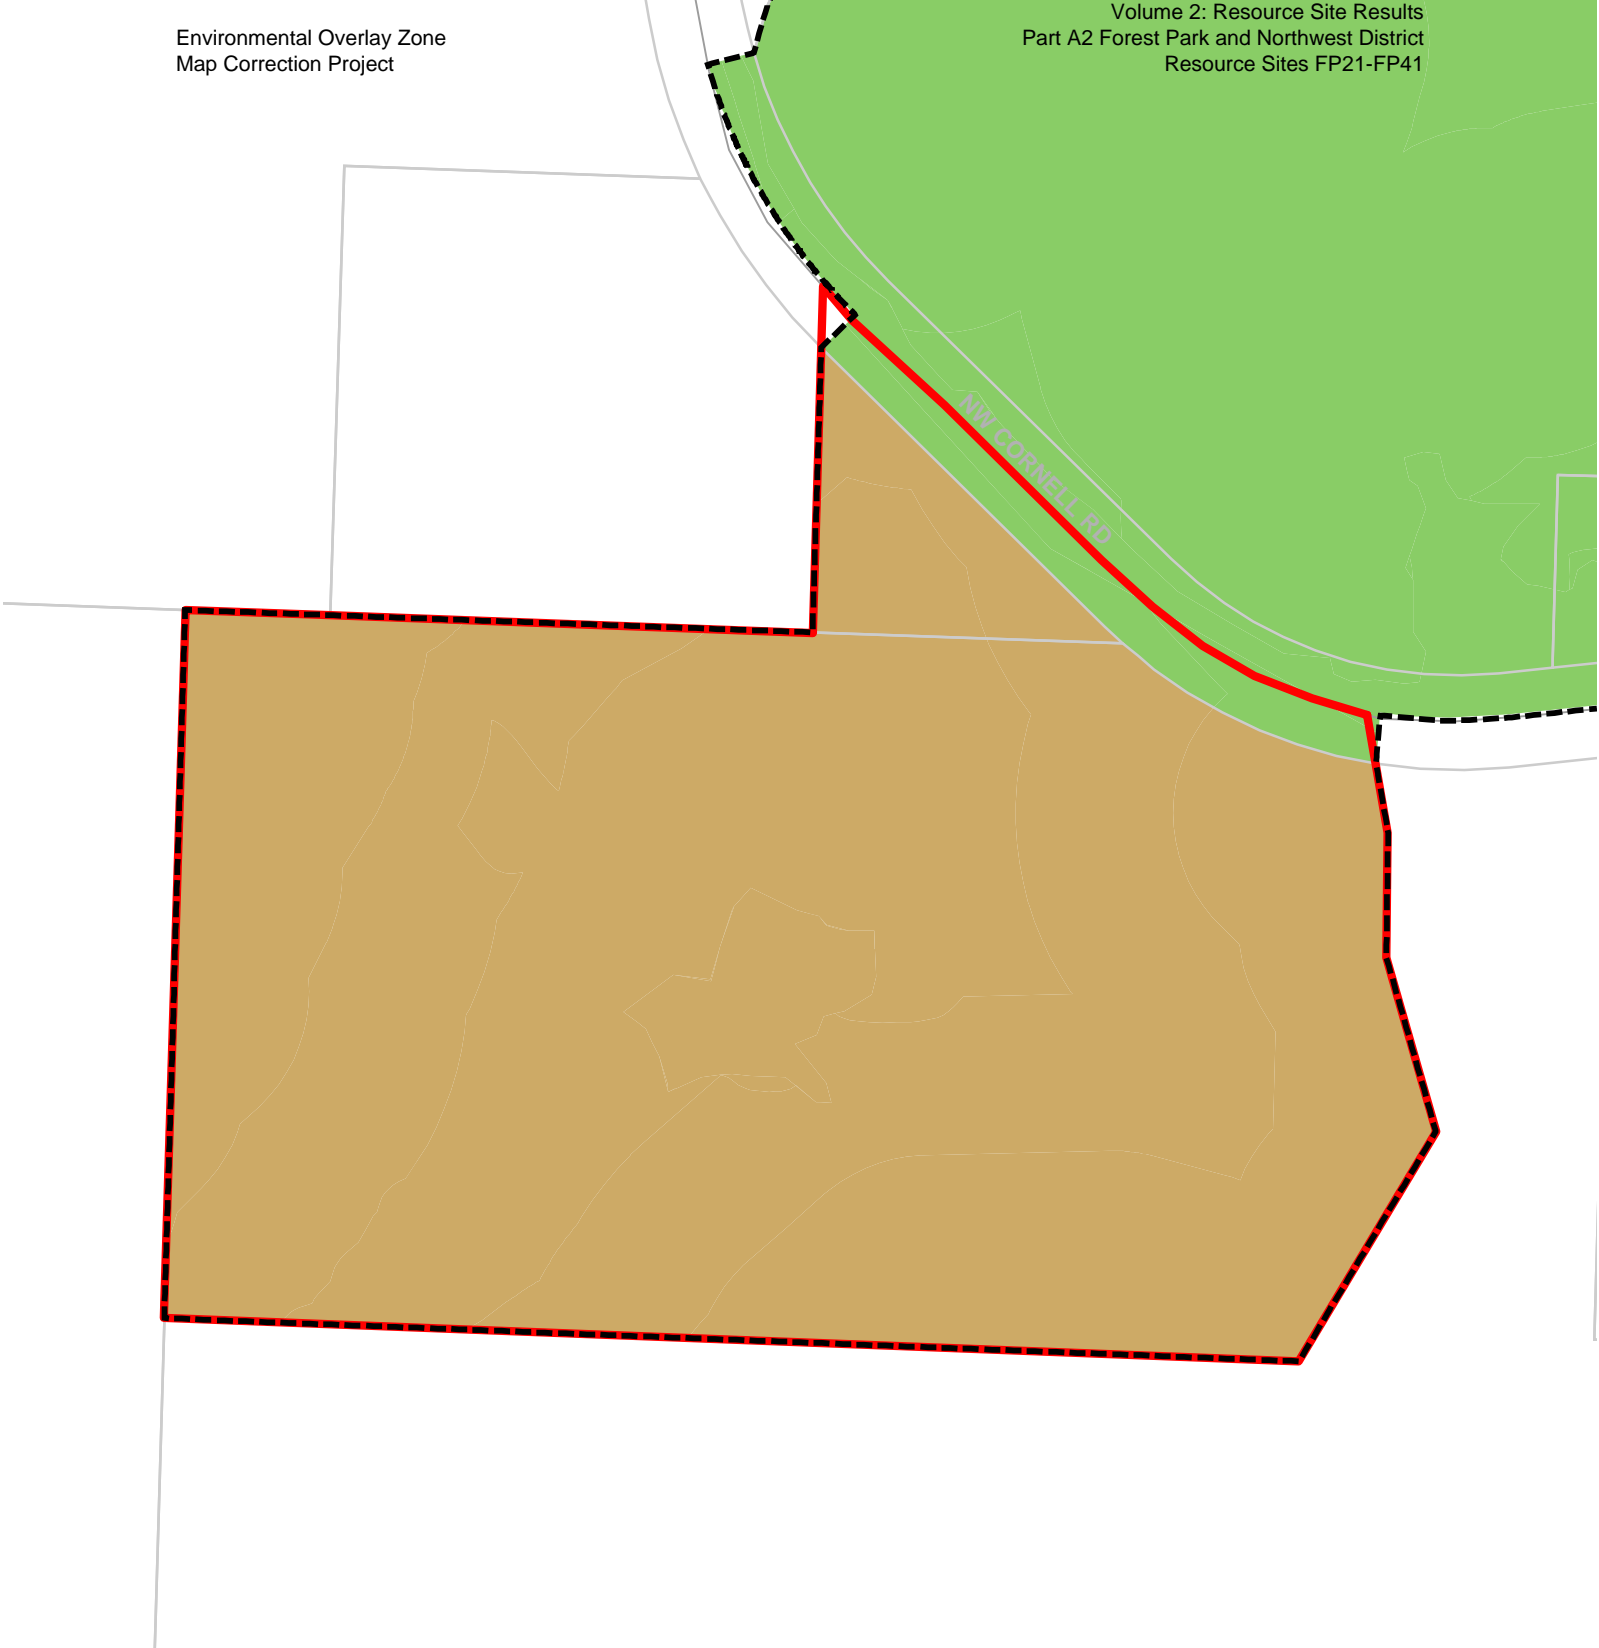 Environmental Overlay Zone
Map Correction Project
Volume 2: Resource Site Results
Part A2 Forest Park and Northwest District
Resource Sites FP21-FP41
NW CORNELL RD